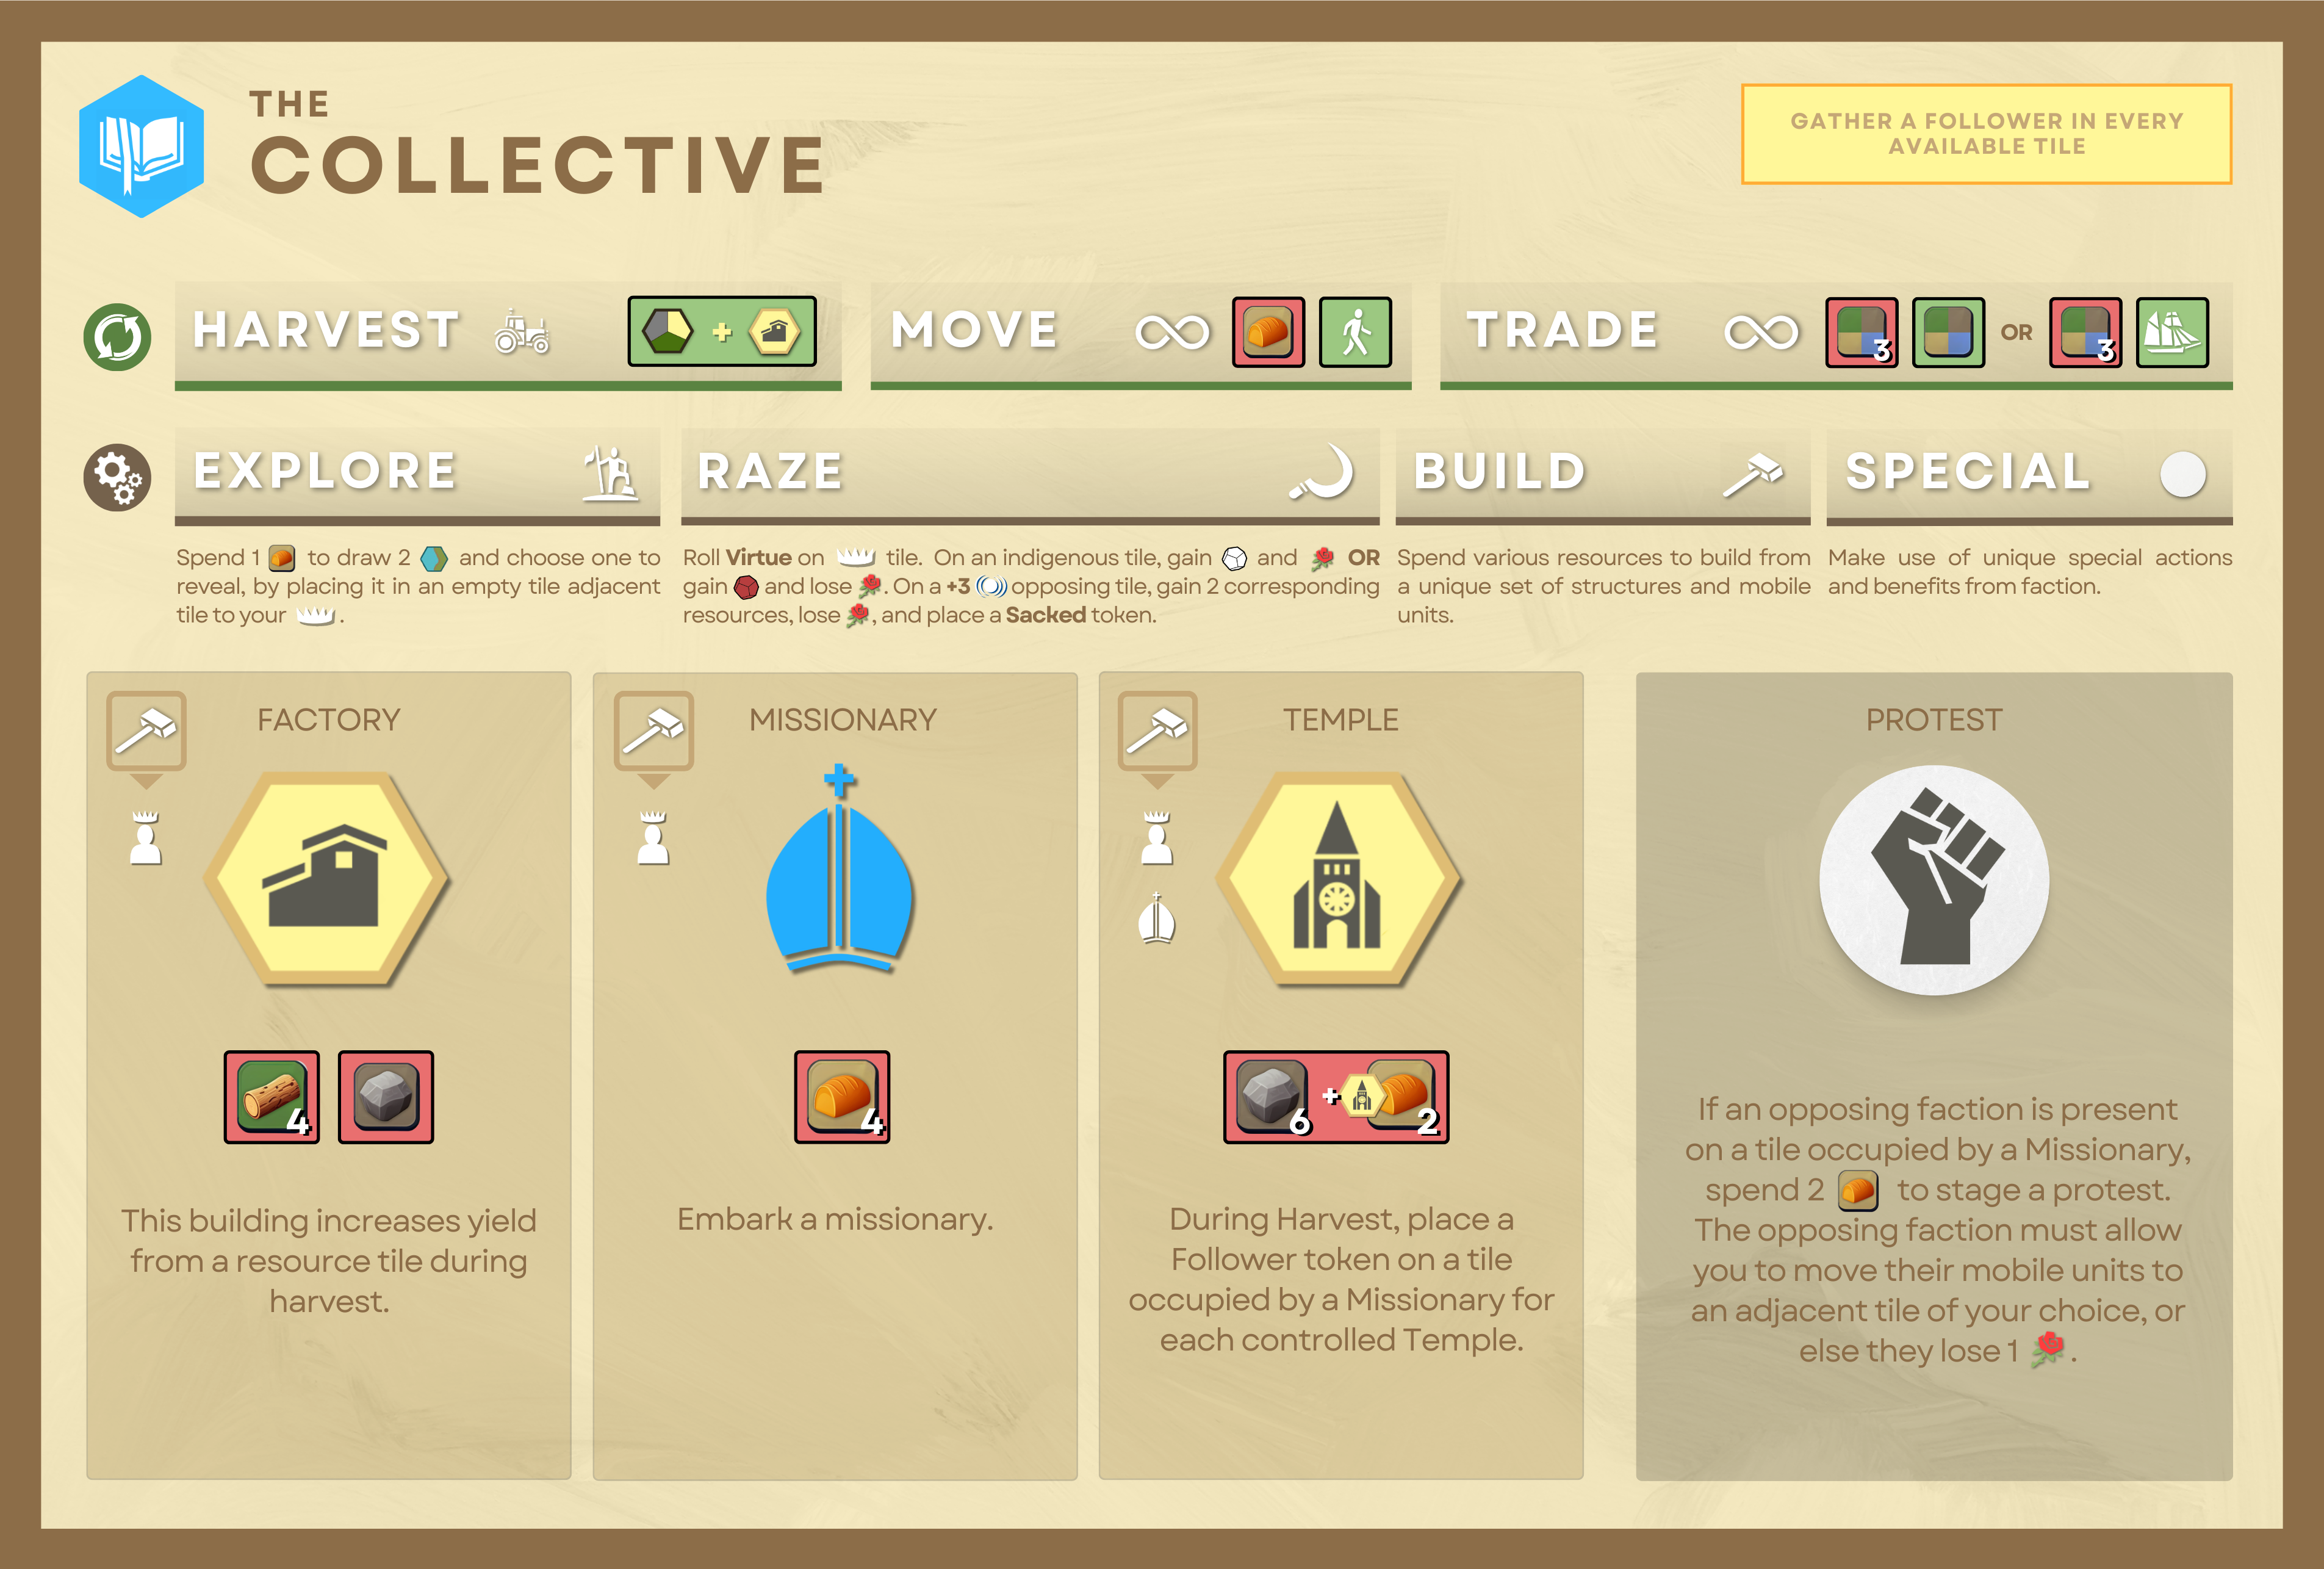 THE
COLLECTIVE
GATHER A FOLLOWER IN EVERY
AVAILABLE TILE
HARVEST +
MOVE
TRADE 3 OR 3
EXPLORE
RAZE
BUILD
SPECIAL
Spend 1 to draw 2 and choose one to
reveal, by placing it in an empty tile adjacent
tile to your .
Roll Virtue on tile. On an indigenous tile, gain and OR
gain and lose . On a +3 opposing tile, gain 2 corresponding
resources, lose , and place a Sacked token.
Spend various resources to build from
a unique set of structures and mobile
units.
Make use of unique special actions
and benefits from faction.
FACTORY
4
This building increases yield
from a resource tile during
harvest.
MISSIONARY
4
Embark a missionary.
TEMPLE
6 + 2
During Harvest, place a
Follower token on a tile
occupied by a Missionary for
each controlled Temple.
PROTEST
If an opposing faction is present
on a tile occupied by a Missionary,
spend 2 to stage a protest.
The opposing faction must allow
you to move their mobile units to
an adjacent tile of your choice, or
else they lose 1 .